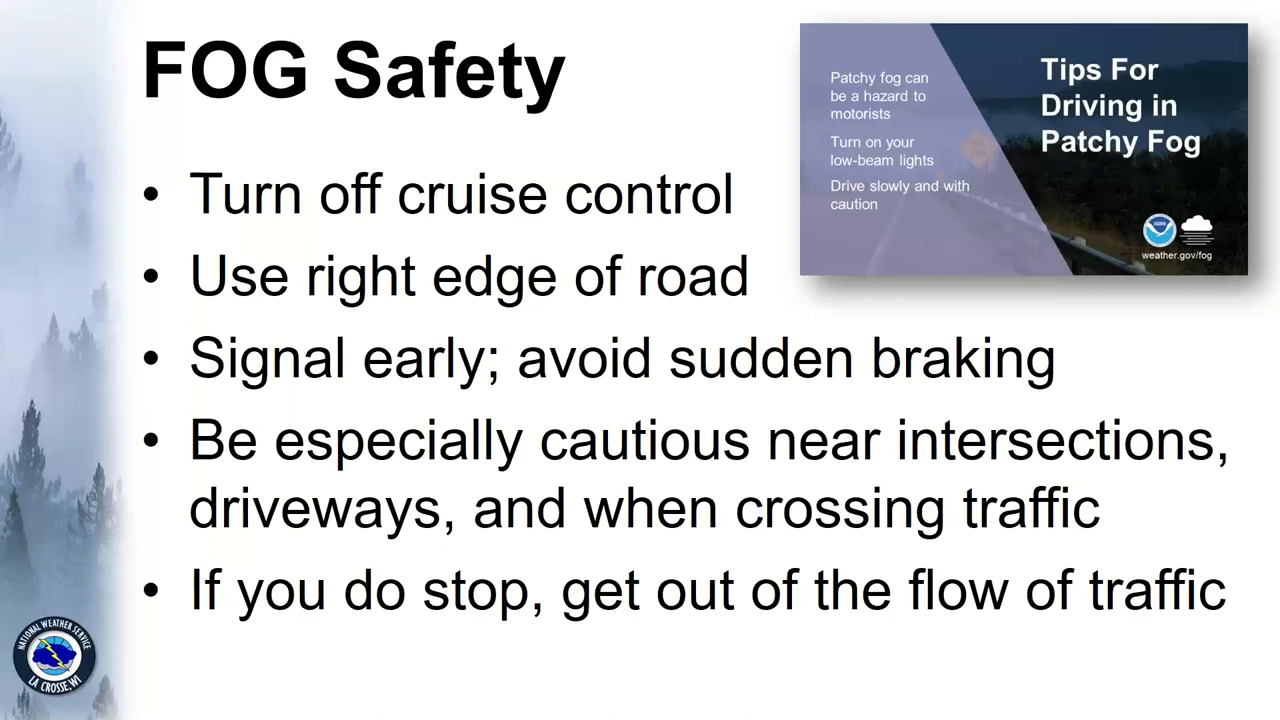 FOG Safety
• Turn off cruise control
• Use right edge of road
• Signal early; avoid sudden braking
• Be especially cautious near intersections,
driveways, and when crossing traffic
• If you do stop, get out of the flow of traffic
Patchy fog can
be a hazard to
motorists
Turn on your
low-beam lights
Drive slowly and with
caution
Tips For
Driving in
Patchy Fog
weather.gov/fog
NATIONAL WEATHER SERVICE
LA CROSSE, WI